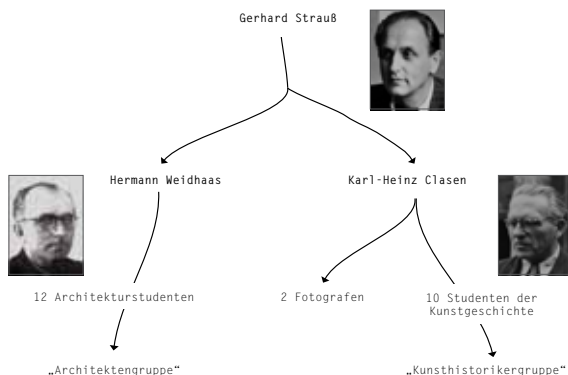 Gerhard Strauß
Hermann Weidhaas
Karl-Heinz Clasen
12 Architekturstudenten
2 Fotografen
10 Studenten der
Kunstgeschichte
„Architektengruppe“
„Kunsthistorikergruppe“